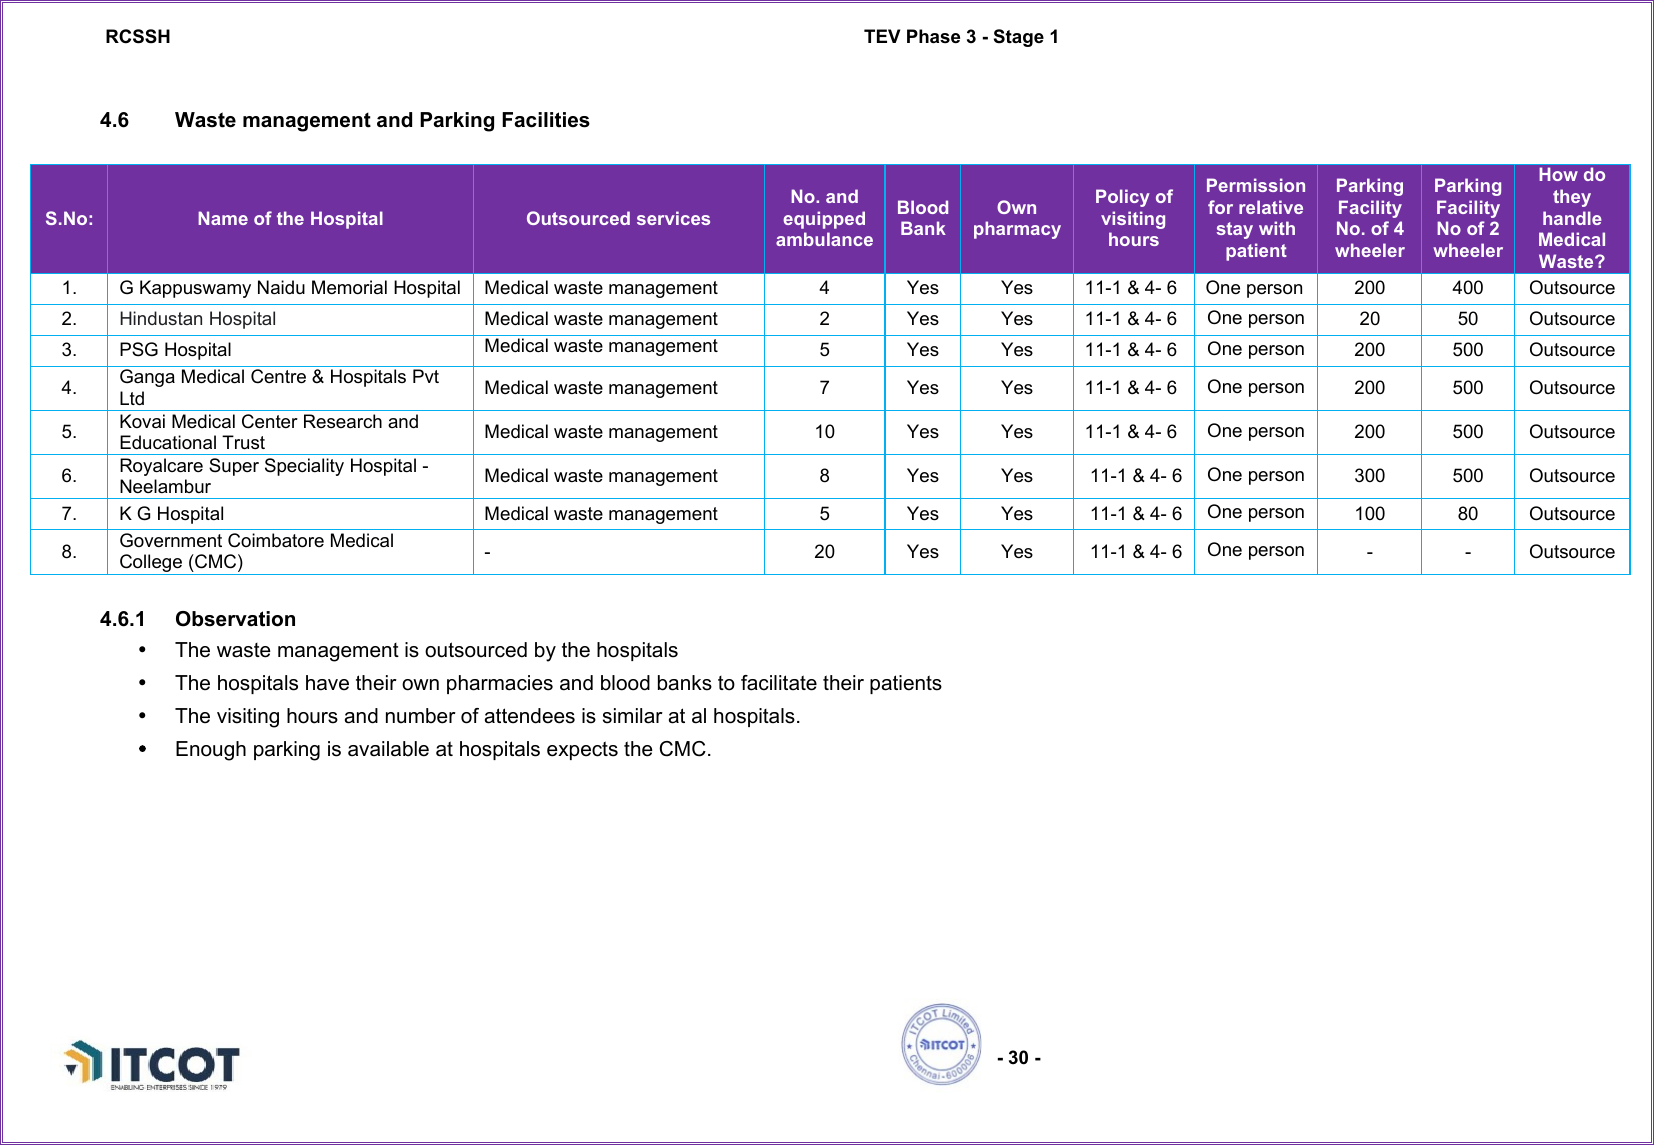 RCSSH TEV Phase 3 - Stage 1
4.6 Waste management and Parking Facilities
S.No: Name of the Hospital Outsourced services No. and equipped ambulance Blood Bank Own pharmacy Policy of visiting hours Permission for relative stay with patient Parking Facility No. of 4 wheeler Parking Facility No of 2 wheeler How do they handle Medical Waste?
1. G Kappuswamy Naidu Memorial Hospital Medical waste management 4 Yes Yes 11-1 & 4- 6 One person 200 400 Outsource
2. Hindustan Hospital Medical waste management 2 Yes Yes 11-1 & 4- 6 One person 20 50 Outsource
3. PSG Hospital Medical waste management 5 Yes Yes 11-1 & 4- 6 One person 200 500 Outsource
4. Ganga Medical Centre & Hospitals Pvt Ltd Medical waste management 7 Yes Yes 11-1 & 4- 6 One person 200 500 Outsource
5. Kovai Medical Center Research and Educational Trust Medical waste management 10 Yes Yes 11-1 & 4- 6 One person 200 500 Outsource
6. Royalcare Super Speciality Hospital - Neelambur Medical waste management 8 Yes Yes 11-1 & 4- 6 One person 300 500 Outsource
7. K G Hospital Medical waste management 5 Yes Yes 11-1 & 4- 6 One person 100 80 Outsource
8. Government Coimbatore Medical College (CMC) - 20 Yes Yes 11-1 & 4- 6 One person - - Outsource
4.6.1 Observation
• The waste management is outsourced by the hospitals
• The hospitals have their own pharmacies and blood banks to facilitate their patients
• The visiting hours and number of attendees is similar at al hospitals.
• Enough parking is available at hospitals expects the CMC.
ITCOT
ENABLING ENTERPRISES SINCE 1979
ITCOT Limited
ITCOT
Chennai-600006
- 30 -